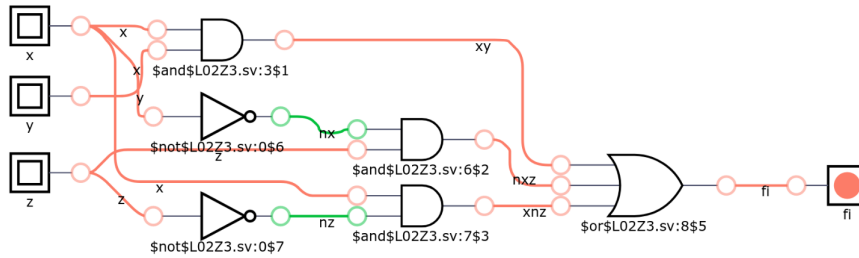 x
x
xy
x
$and$L02Z3.sv:3$1
y
y
nx
$not$L02Z3.sv:0$6
z
$and$L02Z3.sv:6$2
nxz
x
z
z
fi
fi
nz
xnz
$or$L02Z3.sv:8$5
$and$L02Z3.sv:7$3
$not$L02Z3.sv:0$7